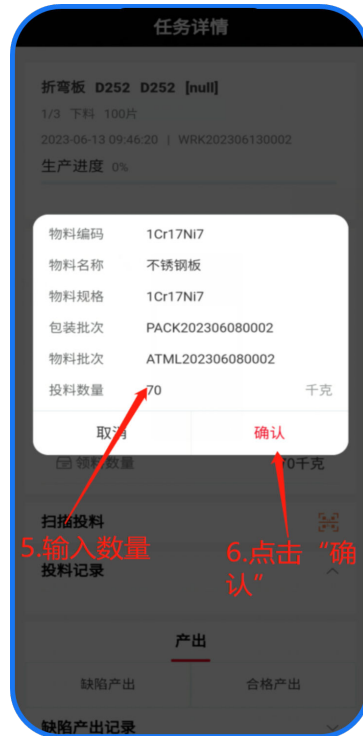 任务详情
折弯板 D252 D252 [null]
1/3 下料 100片
2023-06-13 09:46:20 | WRK202306130002
生产进度 0%
物料编码 1Cr17Ni7
物料名称 不锈钢板
物料规格 1Cr17Ni7
包装批次 PACK202306080002
物料批次 ATML202306080002
投料数量 70 千克
取消 确认
领料数量 70千克
扫描投料
5.输入数量
6.点击“确
认”
投料记录
产出
缺陷产出 合格产出
缺陷产出记录